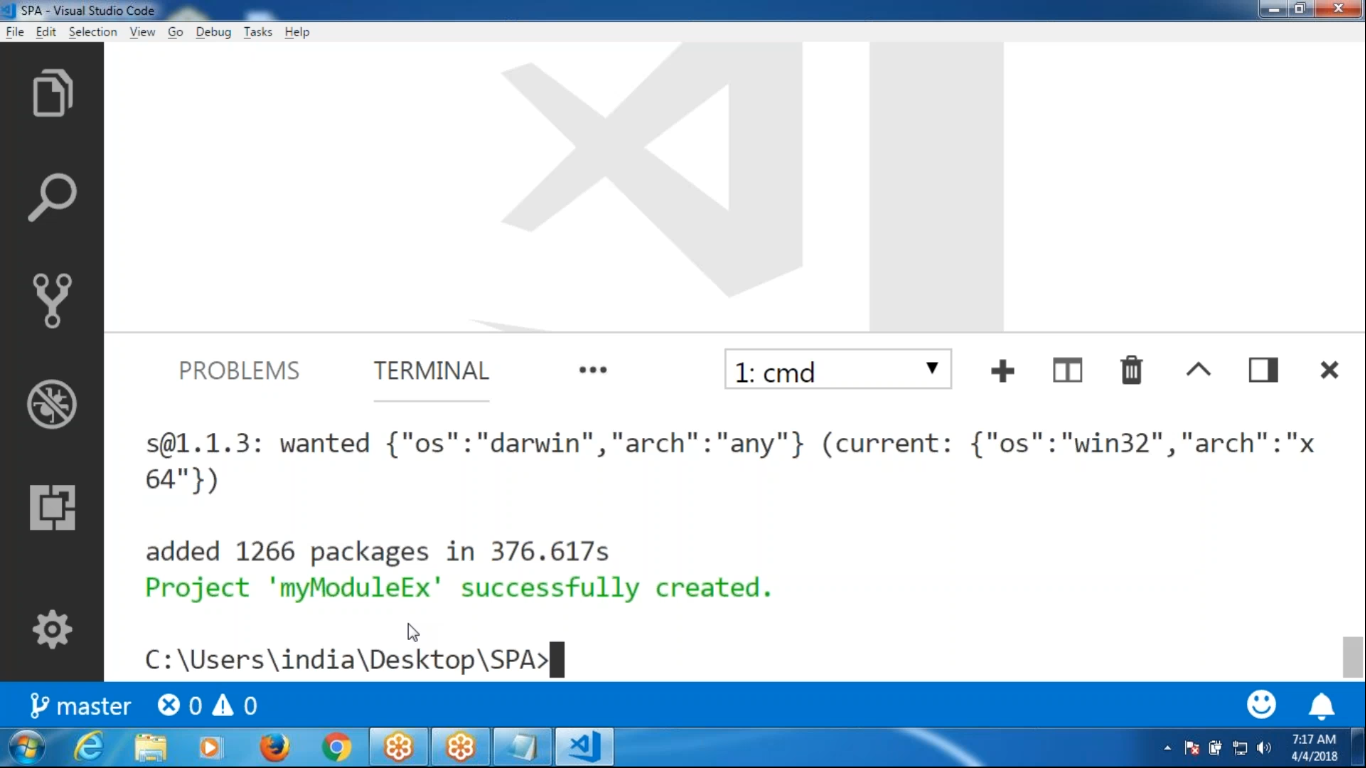 SPA - Visual Studio Code
File Edit Selection View Go Debug Tasks Help
PROBLEMS TERMINAL ••• 1: cmd
s@1.1.3: wanted {"os":"darwin","arch":"any"} (current: {"os":"win32","arch":"x
64"})
added 1266 packages in 376.617s
Project 'myModuleEx' successfully created.
C:\Users\india\Desktop\SPA>
master 0 0
7:17 AM
4/4/2018